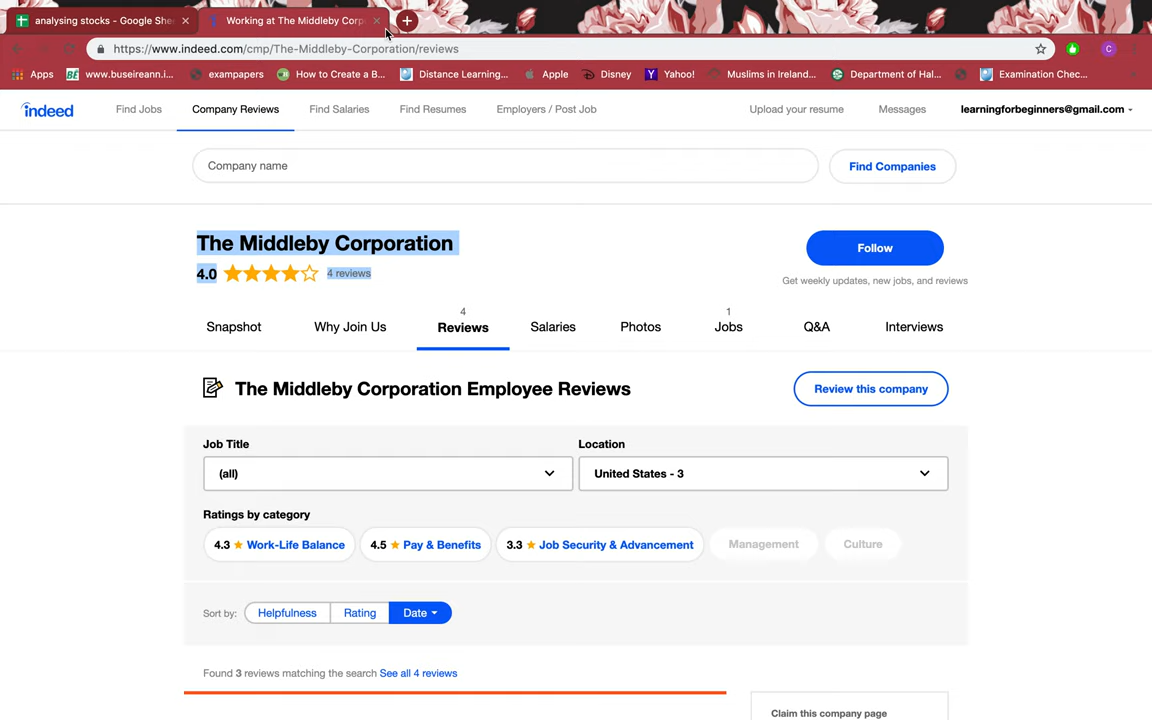 analysing stocks - Google She
Working at The Middleby Corp
https://www.indeed.com/cmp/The-Middleby-Corporation/reviews
Apps
www.buseireann.i...
exampapers
How to Create a B...
Distance Learning...
Apple
Disney
Yahoo!
Muslims in Ireland...
Department of Hal...
Examination Chec...
indeed
Find Jobs
Company Reviews
Find Salaries
Find Resumes
Employers / Post Job
Upload your resume
Messages
learningforbeginners@gmail.com
Company name
Find Companies
The Middleby Corporation
4.0
4 reviews
Follow
Get weekly updates, new jobs, and reviews
Snapshot
Why Join Us
4
Reviews
Salaries
Photos
1
Jobs
Q&A
Interviews
The Middleby Corporation Employee Reviews
Review this company
Job Title
Location
(all)
United States - 3
Ratings by category
4.3 Work-Life Balance
4.5 Pay & Benefits
3.3 Job Security & Advancement
Management
Culture
Sort by:
Helpfulness
Rating
Date
Found 3 reviews matching the search See all 4 reviews
Claim this company page